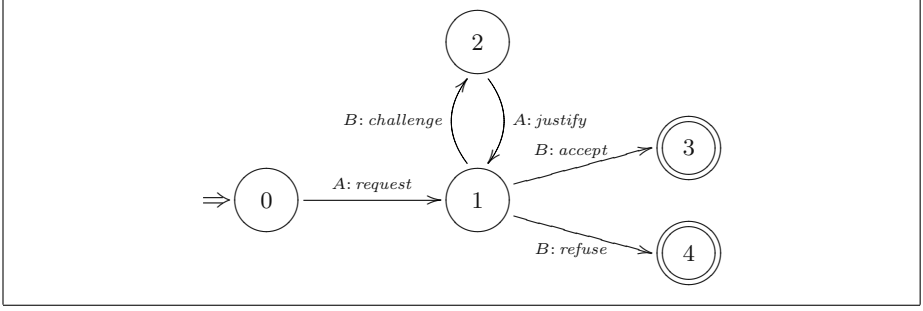 2
B: challenge
A: justify
B: accept
3
A: request
0
1
B: refuse
4